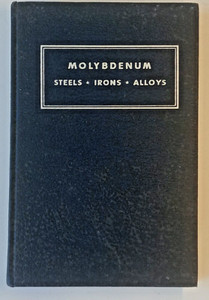 MOLYBDENUM
STEELS • IRONS • ALLOYS